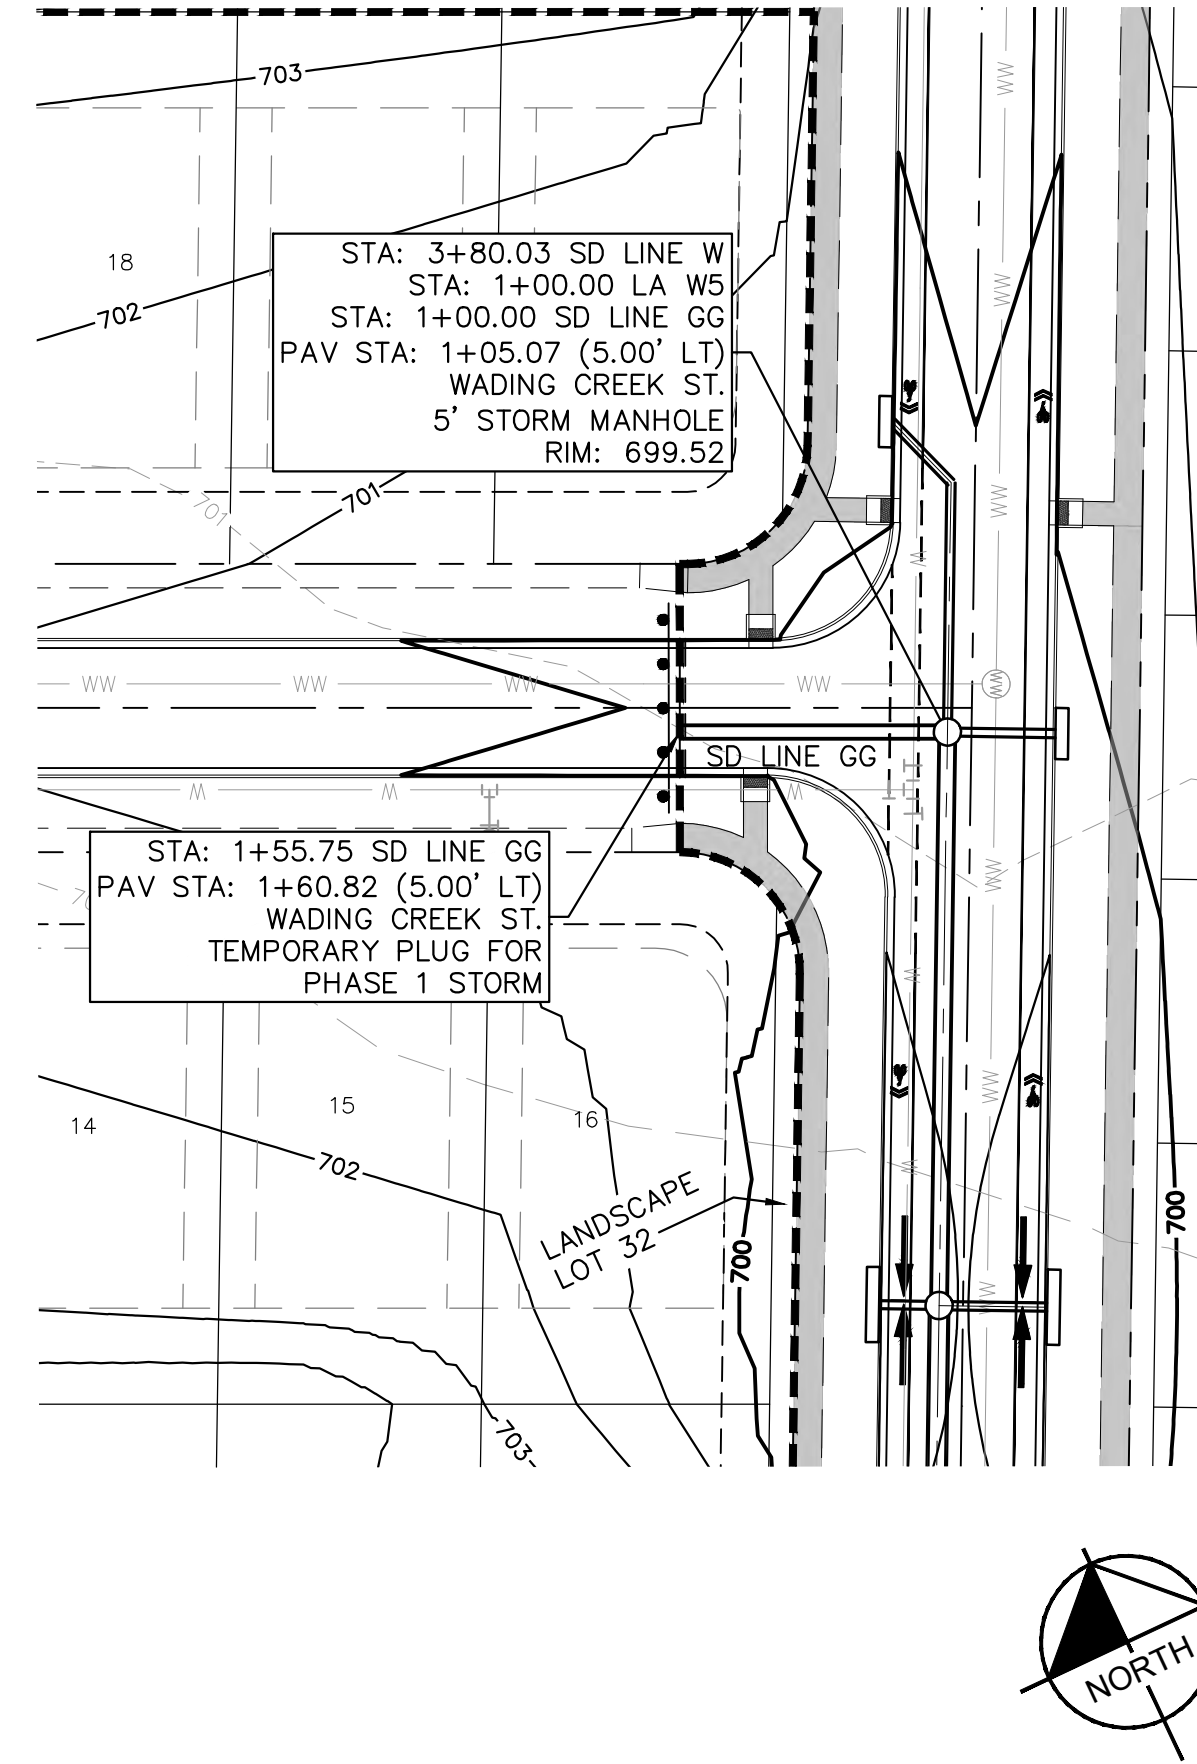 703
18
STA: 3+80.03 SD LINE W
STA: 1+00.00 LA W5
STA: 1+00.00 SD LINE GG
PAV STA: 1+05.07 (5.00' LT)
WADING CREEK ST.
5' STORM MANHOLE
RIM: 699.52
702
701
701
W
WW
WW
WW
WW
WW
WW
WW
WW
SD LINE GG
W
W
W
STA: 1+55.75 SD LINE GG
PAV STA: 1+60.82 (5.00' LT)
WADING CREEK ST.
TEMPORARY PLUG FOR
PHASE 1 STORM
WW
W
WW
14
15
16
702
W
LANDSCAPE
LOT 32
700
700
WW
703
NORTH